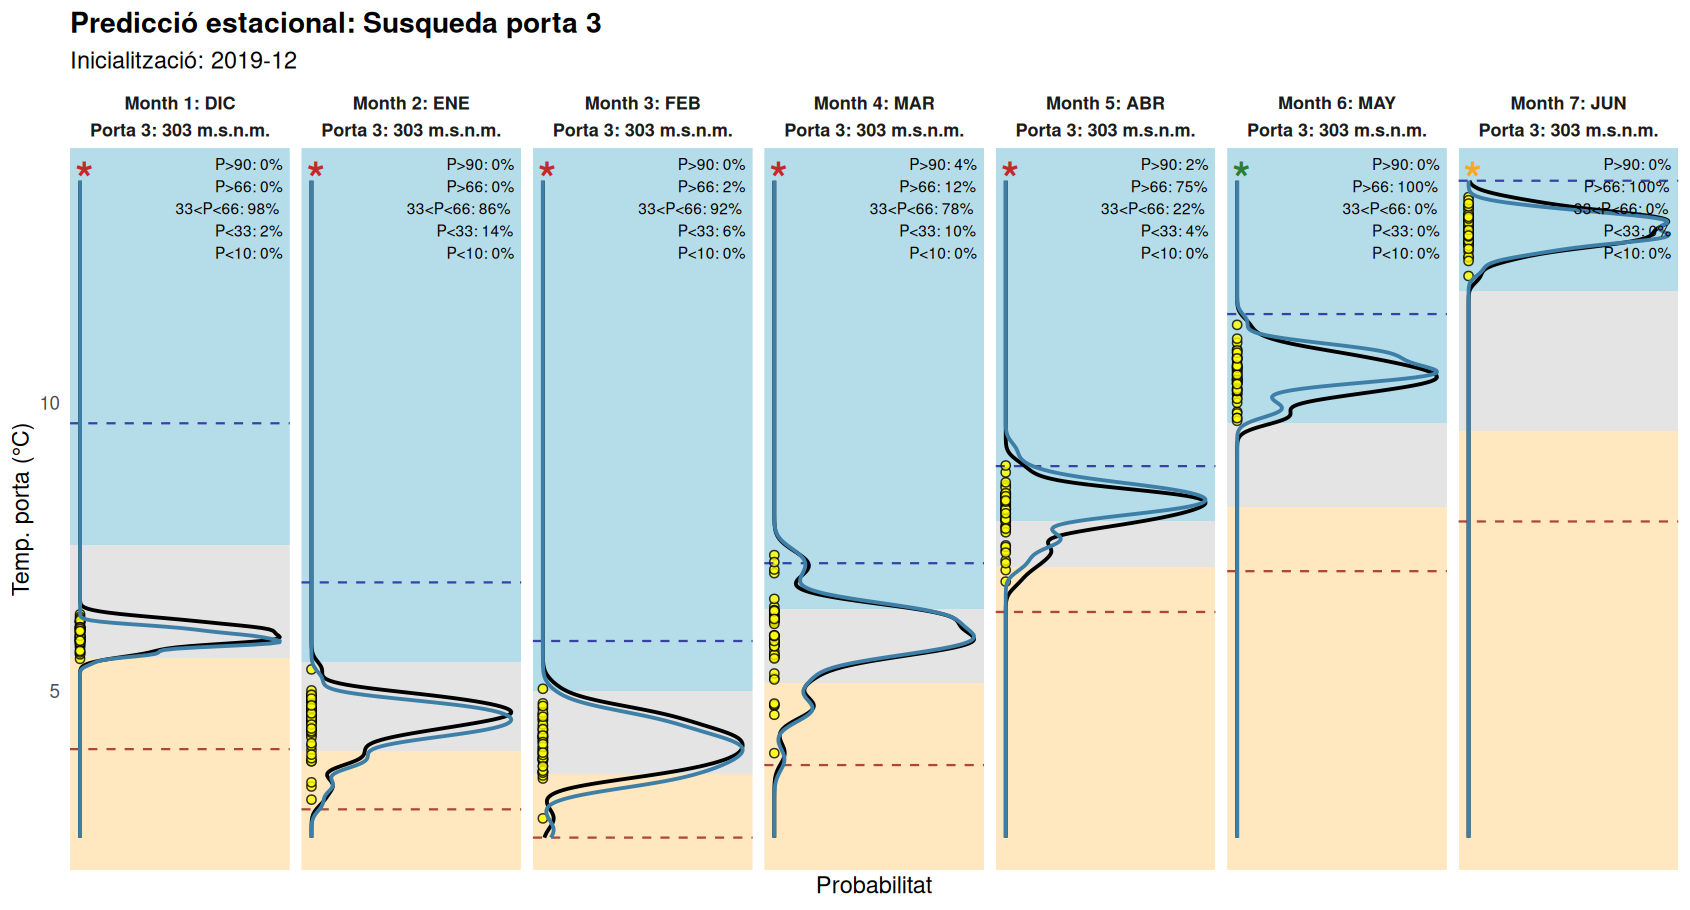 Predicció estacional: Susqueda porta 3
Inicialització: 2019-12
Month 1: DIC
Porta 3: 303 m.s.n.m.
*
P>90: 0%
P>66: 0%
33<P<66: 98%
P<33: 2%
P<10: 0%
Month 2: ENE
Porta 3: 303 m.s.n.m.
*
P>90: 0%
P>66: 0%
33<P<66: 86%
P<33: 14%
P<10: 0%
Month 3: FEB
Porta 3: 303 m.s.n.m.
*
P>90: 0%
P>66: 2%
33<P<66: 92%
P<33: 6%
P<10: 0%
Month 4: MAR
Porta 3: 303 m.s.n.m.
*
P>90: 4%
P>66: 12%
33<P<66: 78%
P<33: 10%
P<10: 0%
Month 5: ABR
Porta 3: 303 m.s.n.m.
*
P>90: 2%
P>66: 75%
33<P<66: 22%
P<33: 4%
P<10: 0%
Month 6: MAY
Porta 3: 303 m.s.n.m.
*
P>90: 0%
P>66: 100%
33<P<66: 0%
P<33: 0%
P<10: 0%
Month 7: JUN
Porta 3: 303 m.s.n.m.
*
P>90: 0%
P>66: 100%
33<P<66: 0%
P<33: 0%
P<10: 0%
10
5
Temp. porta (°C)
Probabilitat